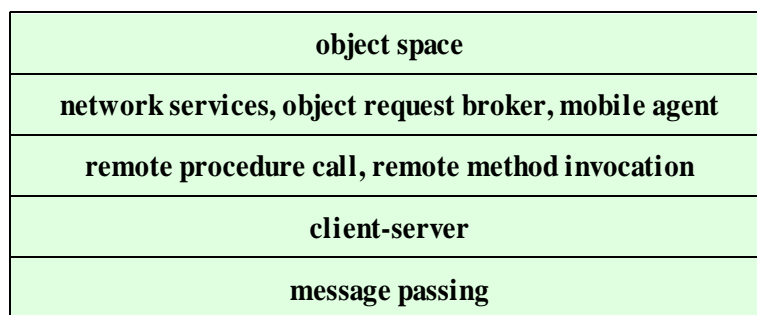 object space
network services, object request broker, mobile agent
remote procedure call, remote method invocation
client-server
message passing